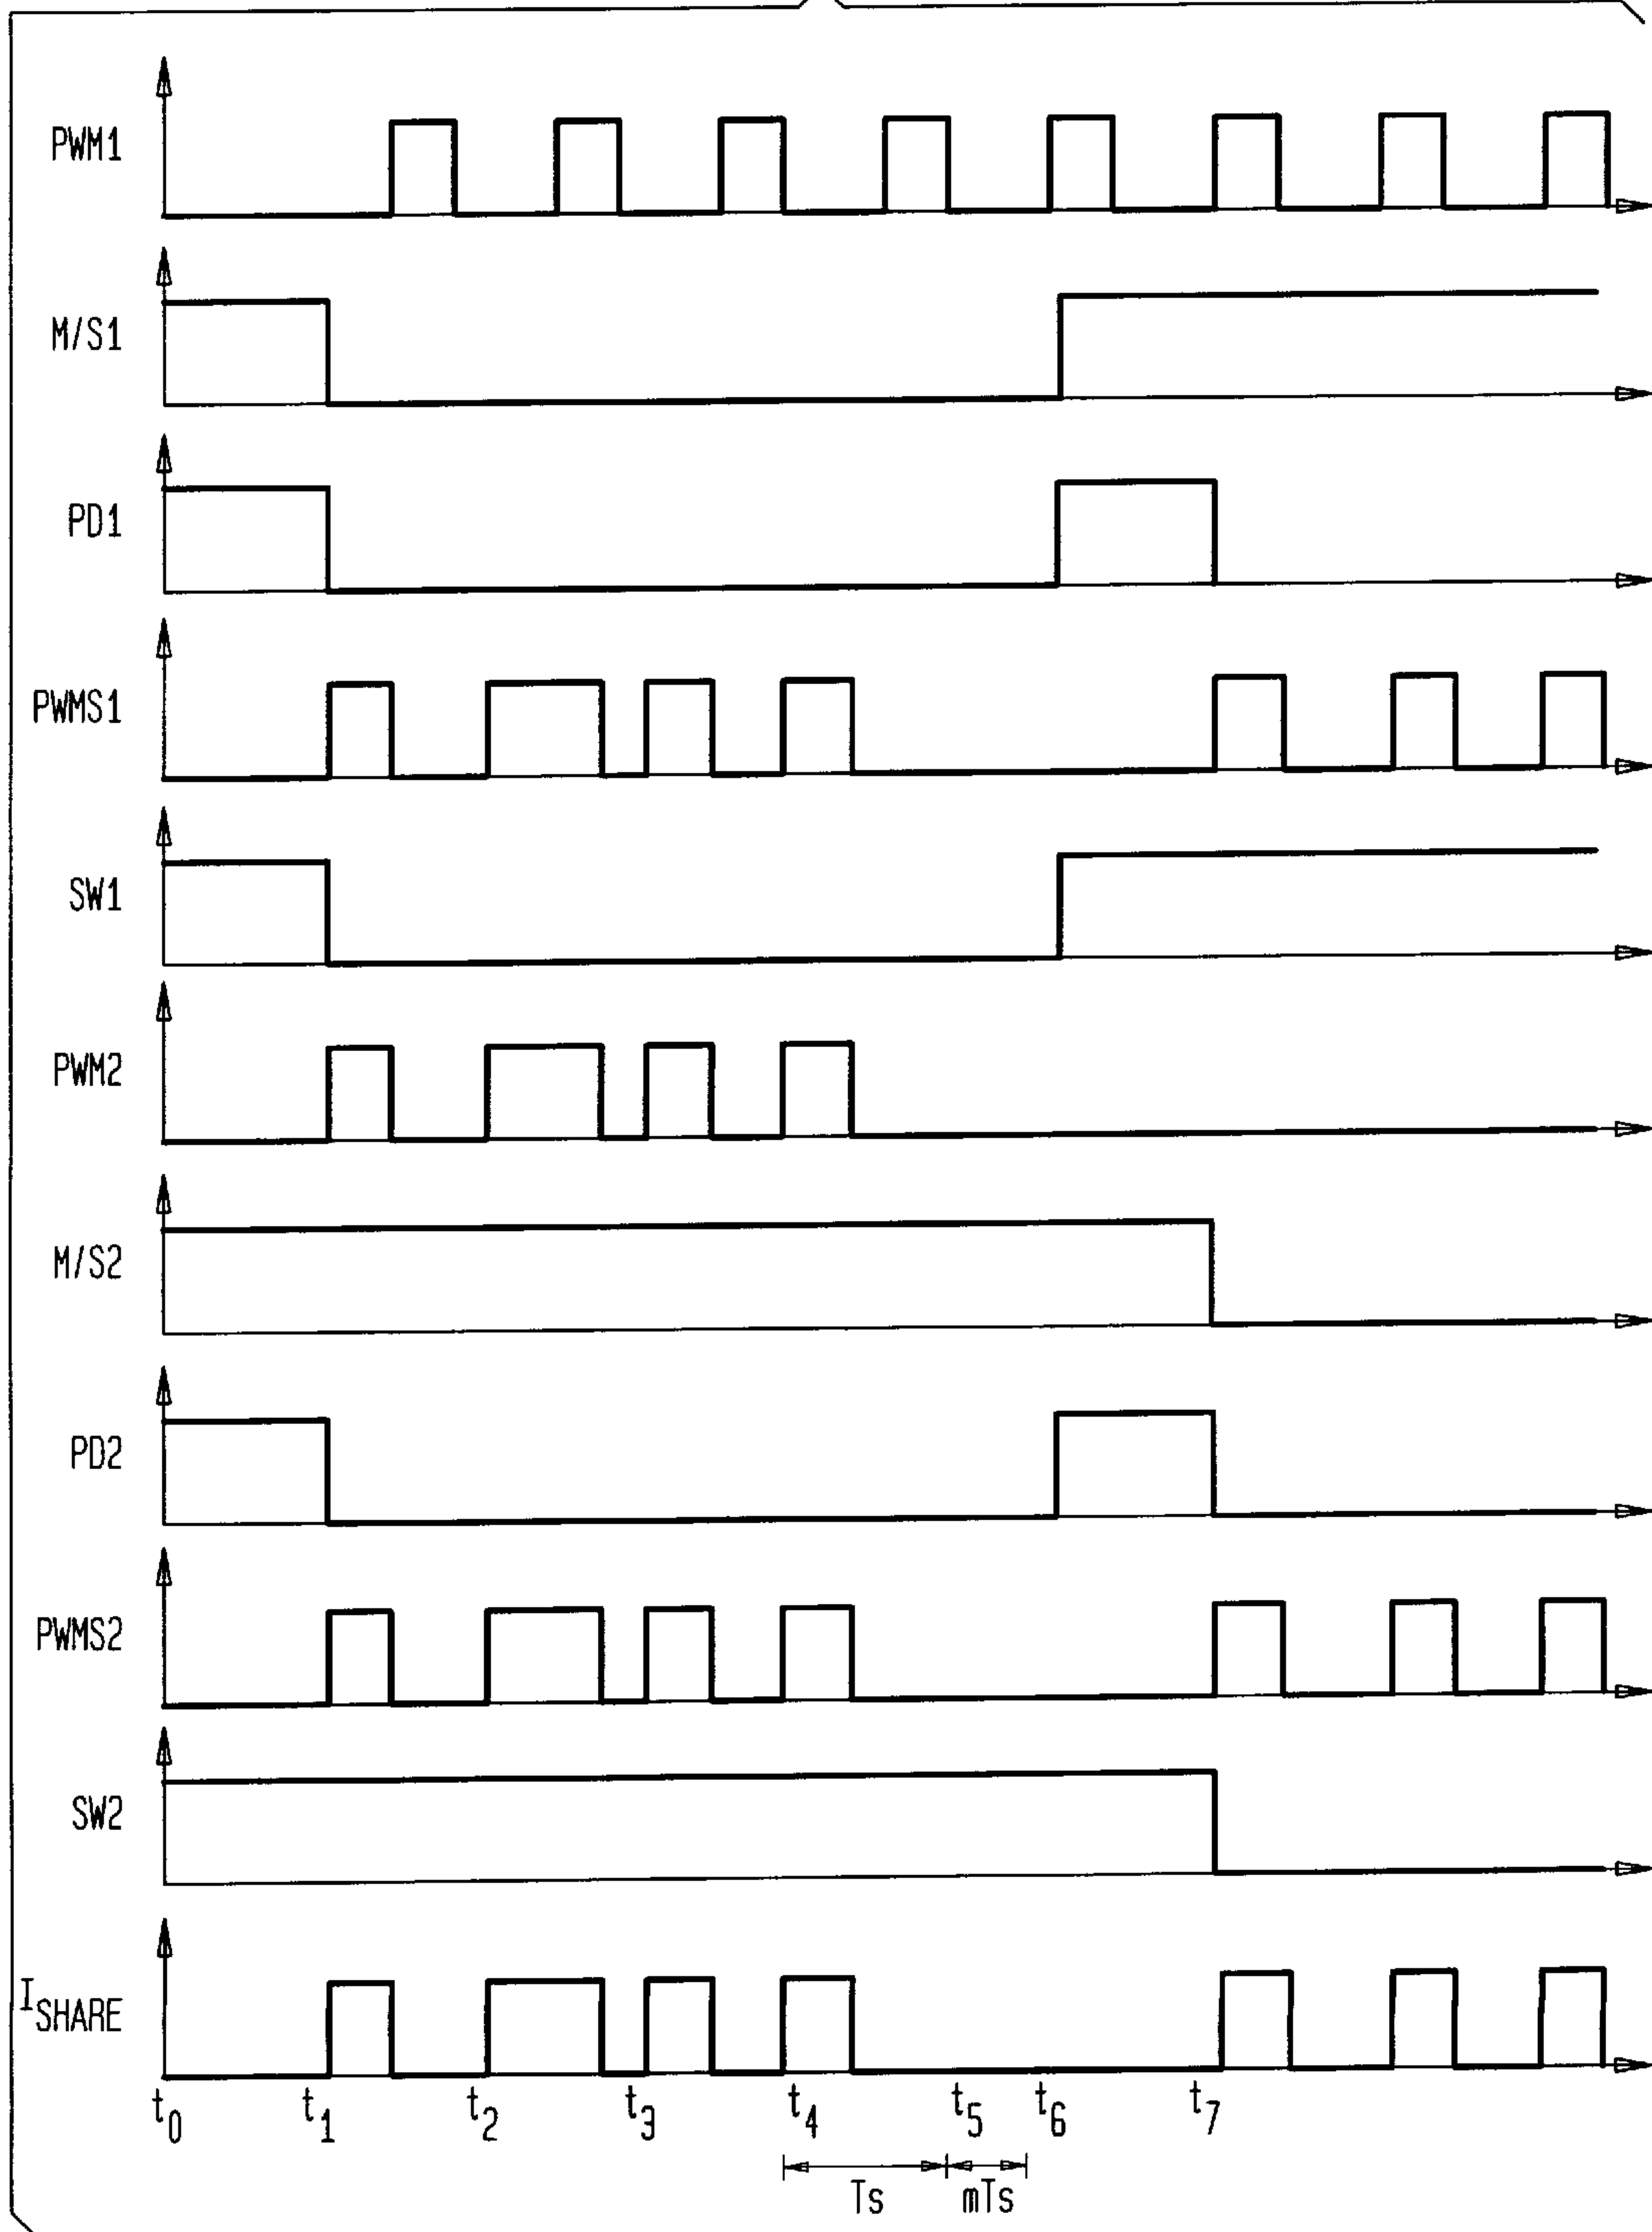 PWM1
M/S1
PD1
PWMS1
SW1
PWM2
M/S2
PD2
PWMS2
SW2
I SHARE
t0 t1 t2 t3 t4 t5 t6 t7
Ts mTs